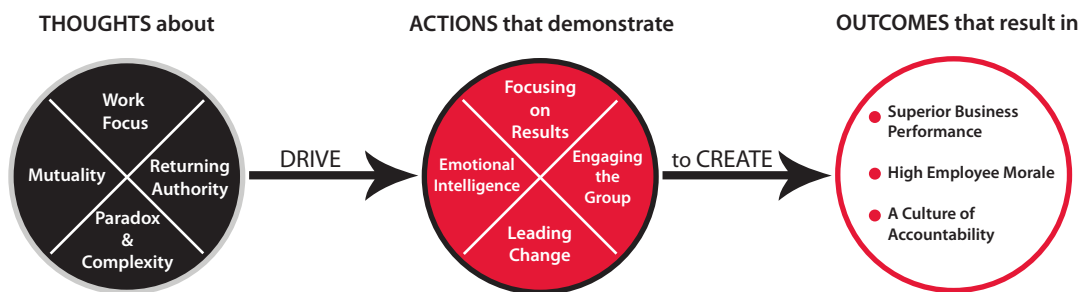 THOUGHTS about
Work
Focus
Mutuality
Returning
Authority
Paradox
&
Complexity
DRIVE
ACTIONS that demonstrate
Focusing
on
Results
Emotional
Intelligence
Engaging
the
Group
Leading
Change
to CREATE
OUTCOMES that result in
Superior Business
Performance
High Employee Morale
A Culture of
Accountability